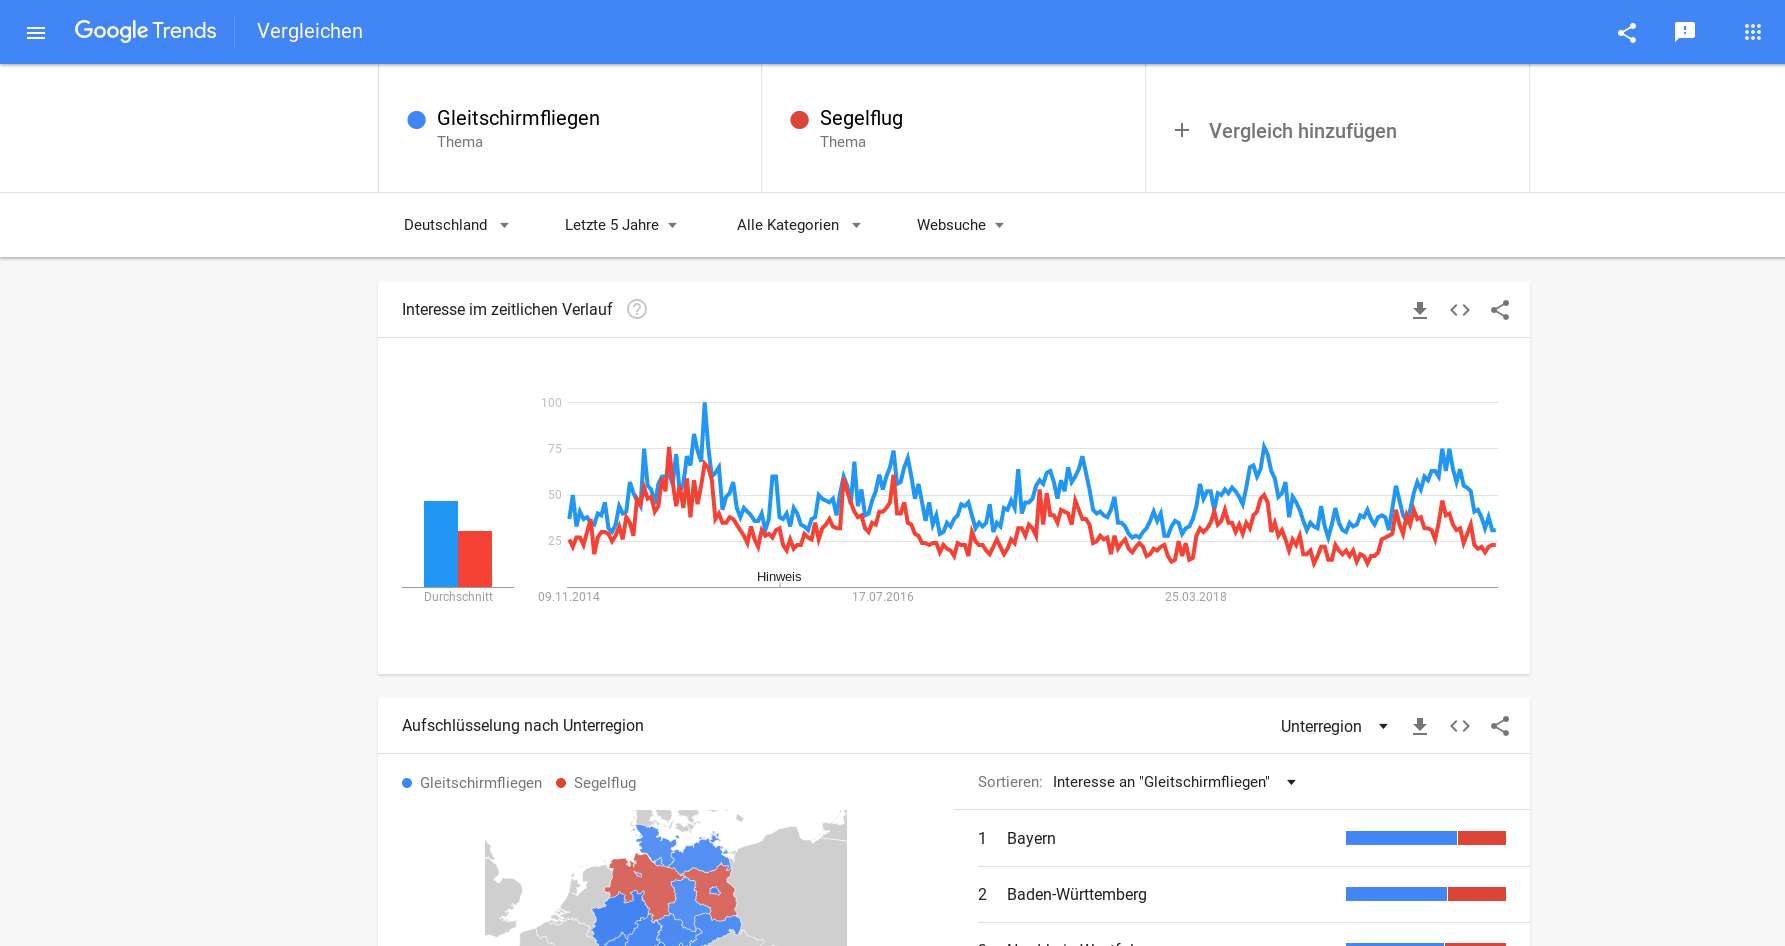 Google Trends Vergleichen
Gleitschirmfliegen
Thema
Segelflug
Thema
+ Vergleich hinzufügen
Deutschland
Letzte 5 Jahre
Alle Kategorien
Websuche
Interesse im zeitlichen Verlauf
100
75
50
25
Hinweis
Durchschnitt
09.11.2014
17.07.2016
25.03.2018
Aufschlüsselung nach Unterregion
Unterregion
Gleitschirmfliegen
Segelflug
Sortieren: Interesse an "Gleitschirmfliegen"
1 Bayern
2 Baden-Württemberg